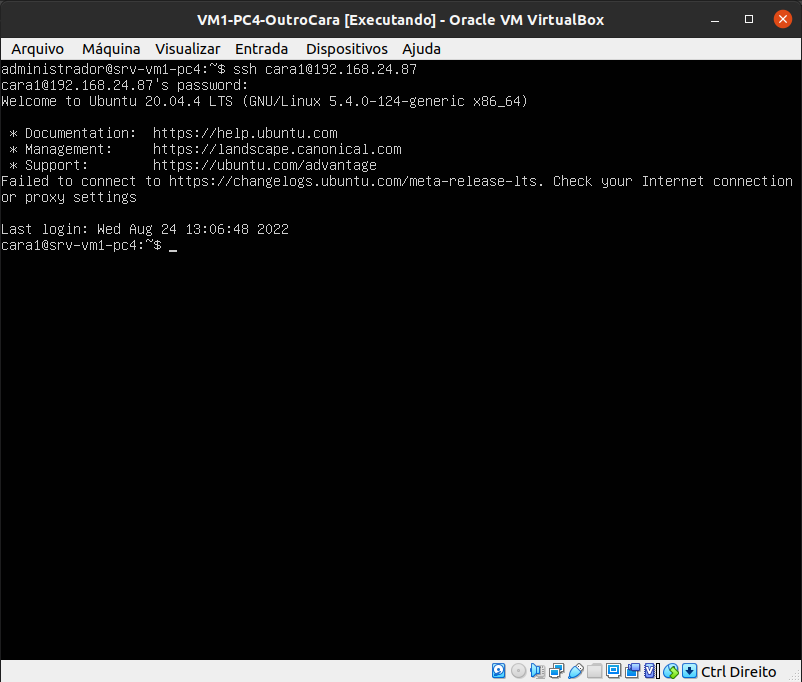 VM1-PC4-OutroCara [Executando] - Oracle VM VirtualBox
Arquivo Máquina Visualizar Entrada Dispositivos Ajuda
administrador@srv-vm1-pc4:~$ ssh cara1@192.168.24.87
cara1@192.168.24.87's password:
Welcome to Ubuntu 20.04.4 LTS (GNU/Linux 5.4.0-124-generic x86_64)
* Documentation: https://help.ubuntu.com
* Management: https://landscape.canonical.com
* Support: https://ubuntu.com/advantage
Failed to connect to https://changelogs.ubuntu.com/meta-release-lts. Check your Internet connection
or proxy settings
Last login: Wed Aug 24 13:06:48 2022
cara1@srv-vm1-pc4:~$ _
Ctrl Direito